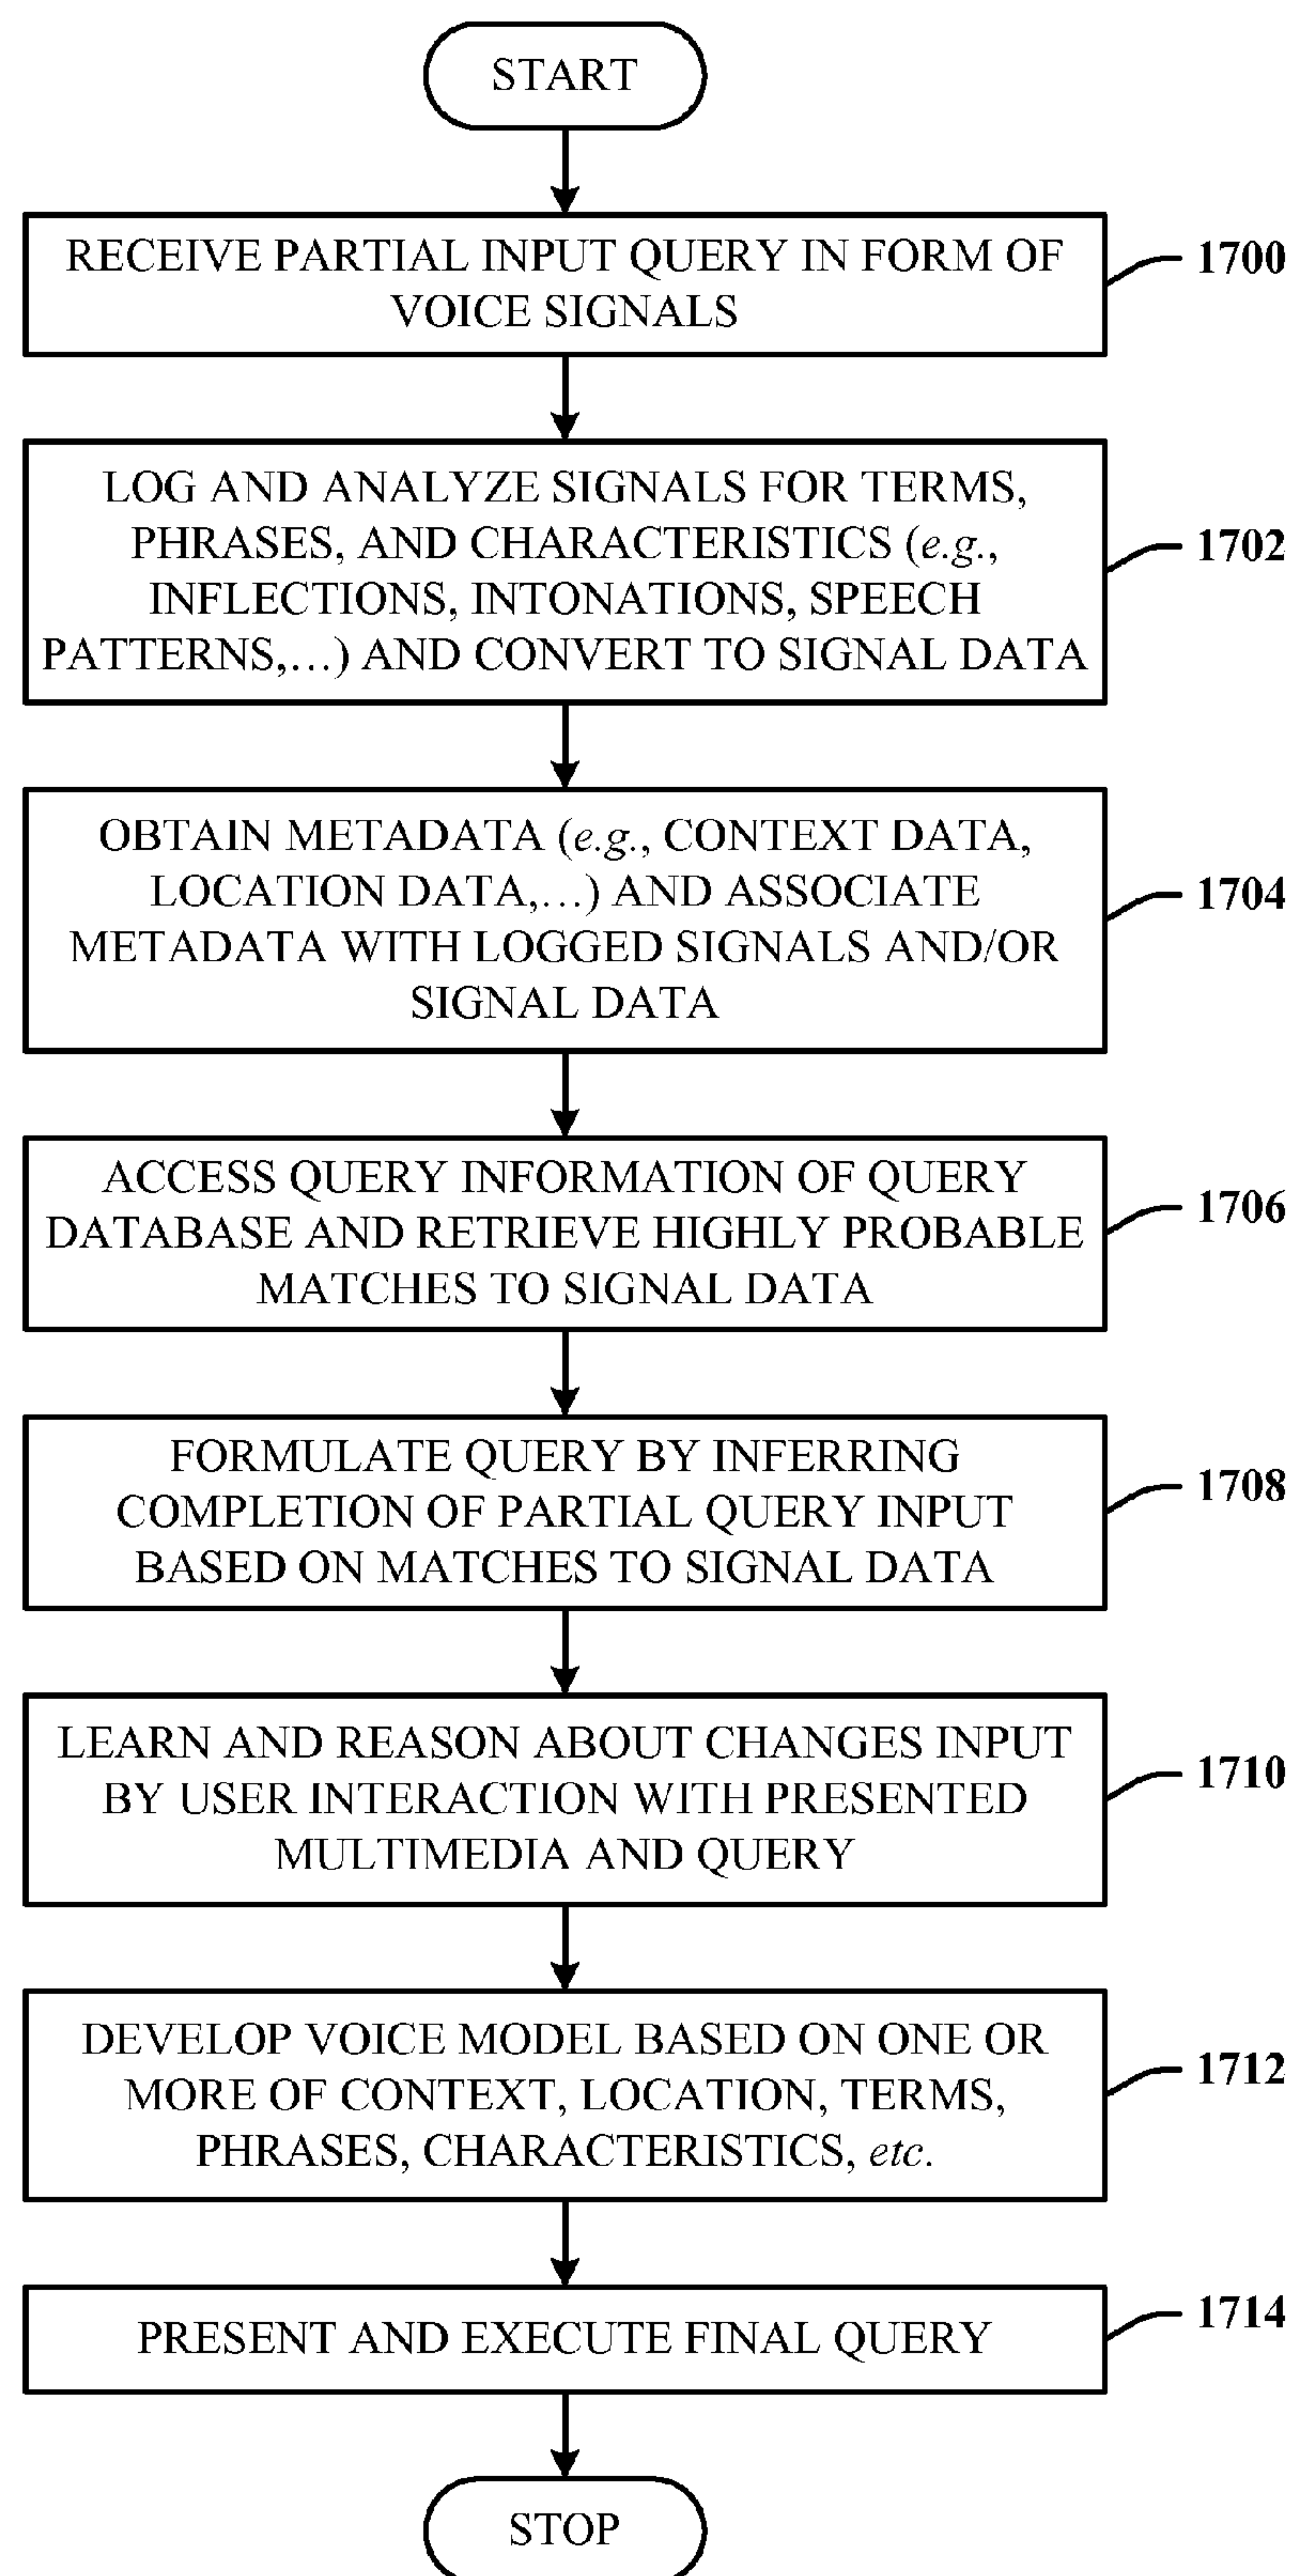 START
RECEIVE PARTIAL INPUT QUERY IN FORM OF
VOICE SIGNALS
1700
LOG AND ANALYZE SIGNALS FOR TERMS,
PHRASES, AND CHARACTERISTICS (e.g.,
INFLECTIONS, INTONATIONS, SPEECH
PATTERNS,...) AND CONVERT TO SIGNAL DATA
1702
OBTAIN METADATA (e.g., CONTEXT DATA,
LOCATION DATA,...) AND ASSOCIATE
METADATA WITH LOGGED SIGNALS AND/OR
SIGNAL DATA
1704
ACCESS QUERY INFORMATION OF QUERY
DATABASE AND RETRIEVE HIGHLY PROBABLE
MATCHES TO SIGNAL DATA
1706
FORMULATE QUERY BY INFERRING
COMPLETION OF PARTIAL QUERY INPUT
BASED ON MATCHES TO SIGNAL DATA
1708
LEARN AND REASON ABOUT CHANGES INPUT
BY USER INTERACTION WITH PRESENTED
MULTIMEDIA AND QUERY
1710
DEVELOP VOICE MODEL BASED ON ONE OR
MORE OF CONTEXT, LOCATION, TERMS,
PHRASES, CHARACTERISTICS, etc.
1712
PRESENT AND EXECUTE FINAL QUERY
1714
STOP